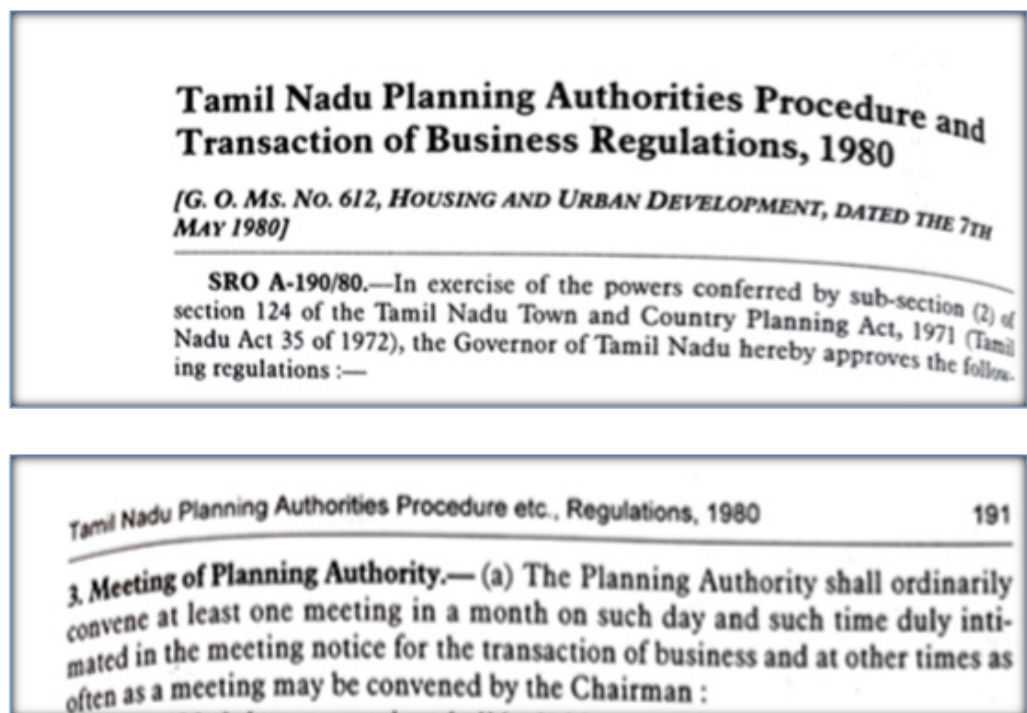 Tamil Nadu Planning Authorities Procedure and
Transaction of Business Regulations, 1980
[G. O. MS. NO. 612, HOUSING AND URBAN DEVELOPMENT, DATED THE 7TH
MAY 1980]
SRO A-190/80.—In exercise of the powers conferred by sub-section (2) of
section 124 of the Tamil Nadu Town and Country Planning Act, 1971 (Tamil
Nadu Act 35 of 1972), the Governor of Tamil Nadu hereby approves the follow-
ing regulations :—
Tamil Nadu Planning Authorities Procedure etc., Regulations, 1980 191
3. Meeting of Planning Authority.— (a) The Planning Authority shall ordinarily
convene at least one meeting in a month on such day and such time duly inti-
mated in the meeting notice for the transaction of business and at other times as
often as a meeting may be convened by the Chairman :